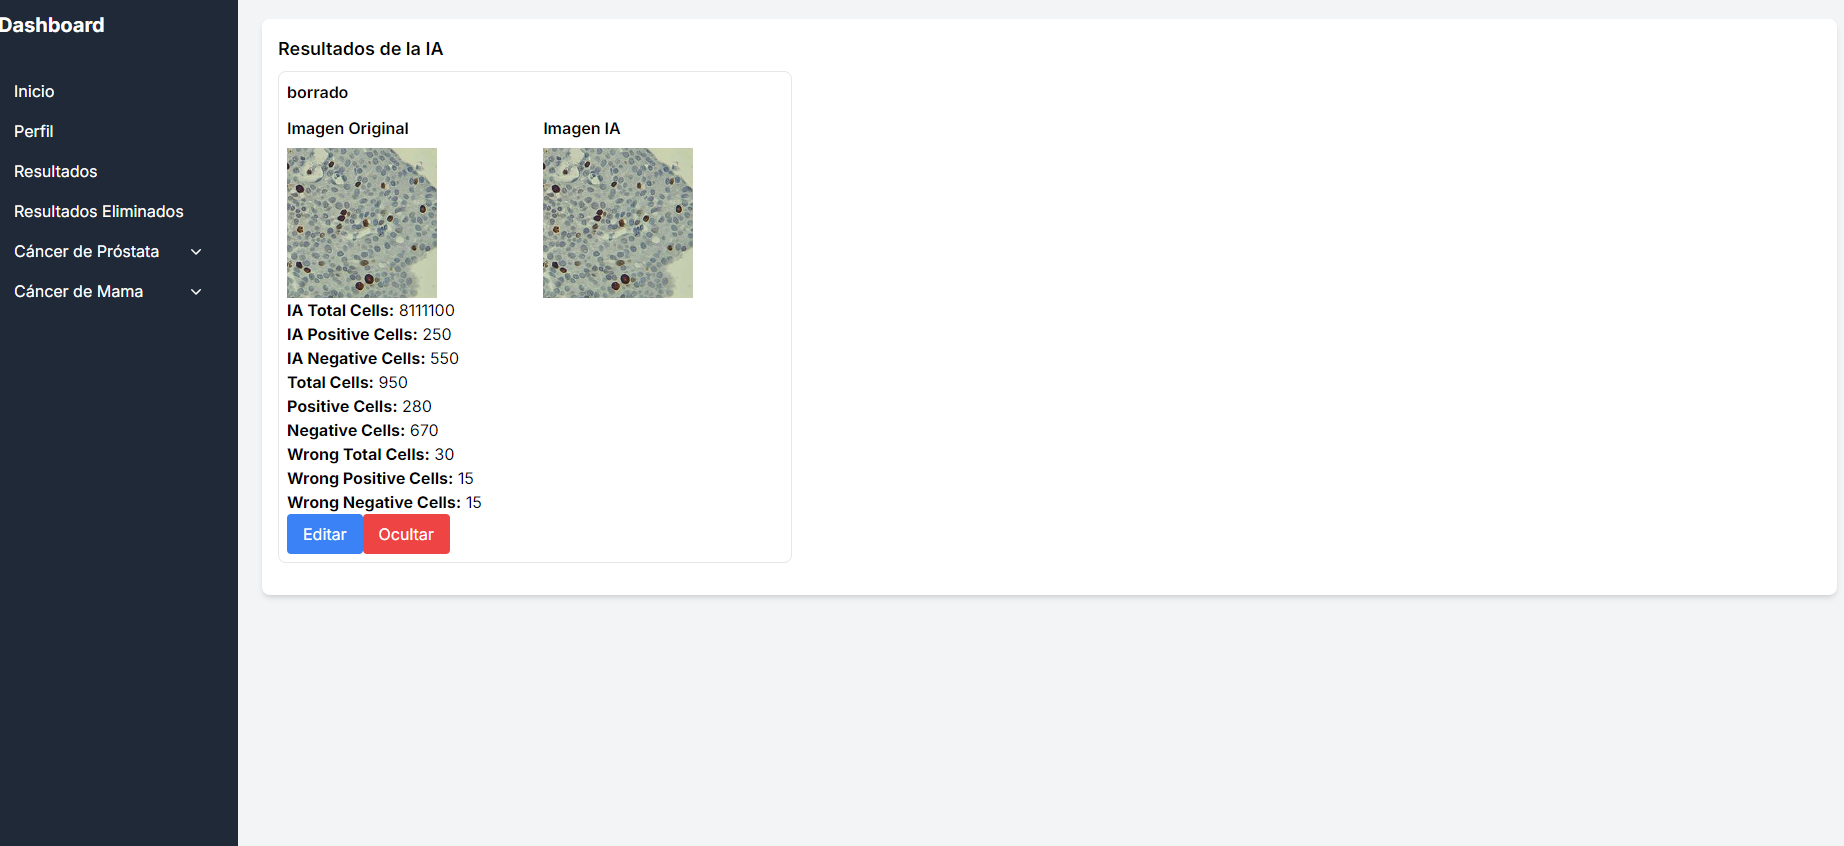 Dashboard
Inicio
Perfil
Resultados
Resultados Eliminados
Cáncer de Próstata
Cáncer de Mama
Resultados de la IA
borrado
Imagen Original
Imagen IA
IA Total Cells: 8111100
IA Positive Cells: 250
IA Negative Cells: 550
Total Cells: 950
Positive Cells: 280
Negative Cells: 670
Wrong Total Cells: 30
Wrong Positive Cells: 15
Wrong Negative Cells: 15
Editar
Ocultar